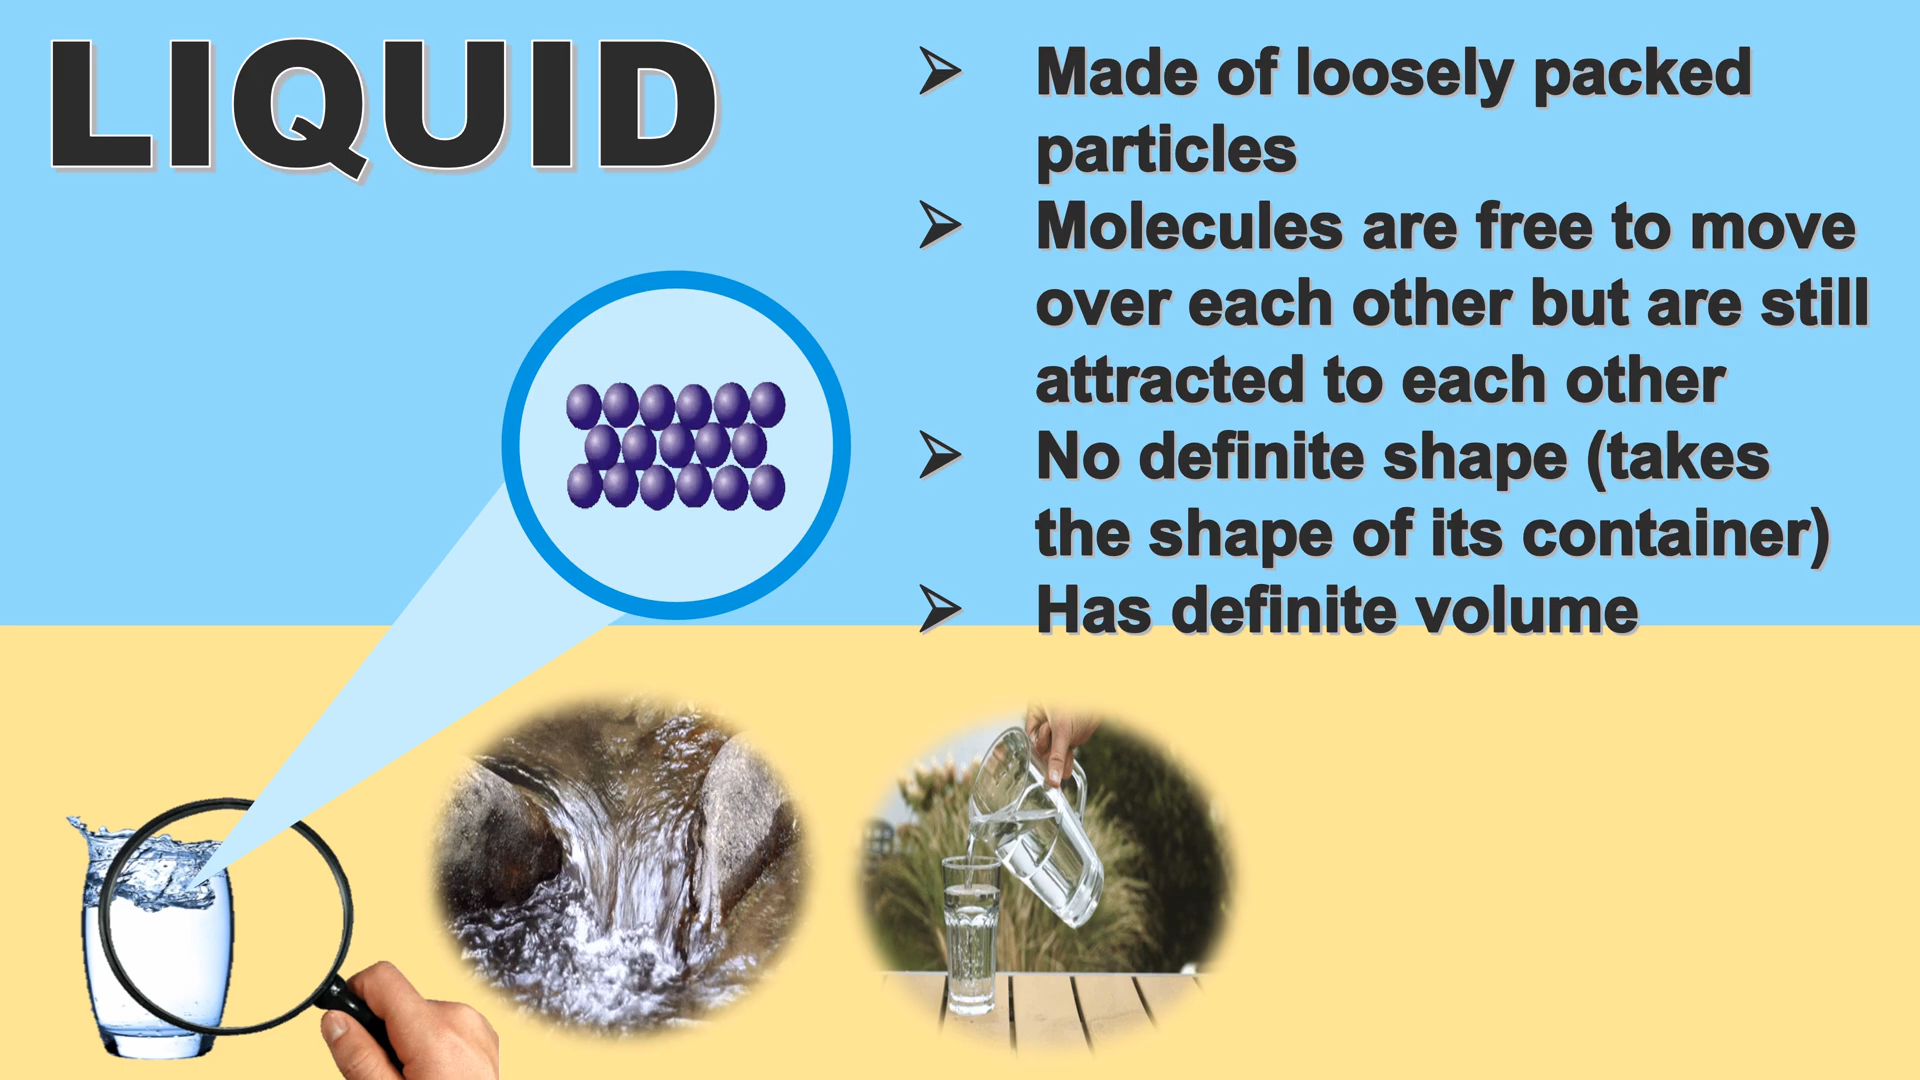 LIQUID
➢ Made of loosely packed
particles
➢ Molecules are free to move
over each other but are still
attracted to each other
➢ No definite shape (takes
the shape of its container)
➢ Has definite volume